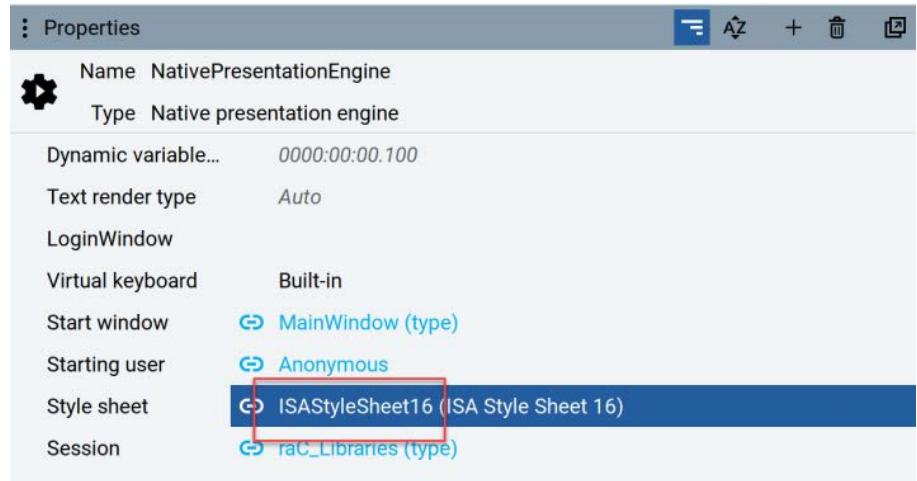 Properties
Name NativePresentationEngine
Type Native presentation engine
Dynamic variable... 0000:00:00.100
Text render type Auto
LoginWindow
Virtual keyboard Built-in
Start window MainWindow (type)
Starting user Anonymous
Style sheet ISAStyleSheet16 (ISA Style Sheet 16)
Session raC_Libraries (type)